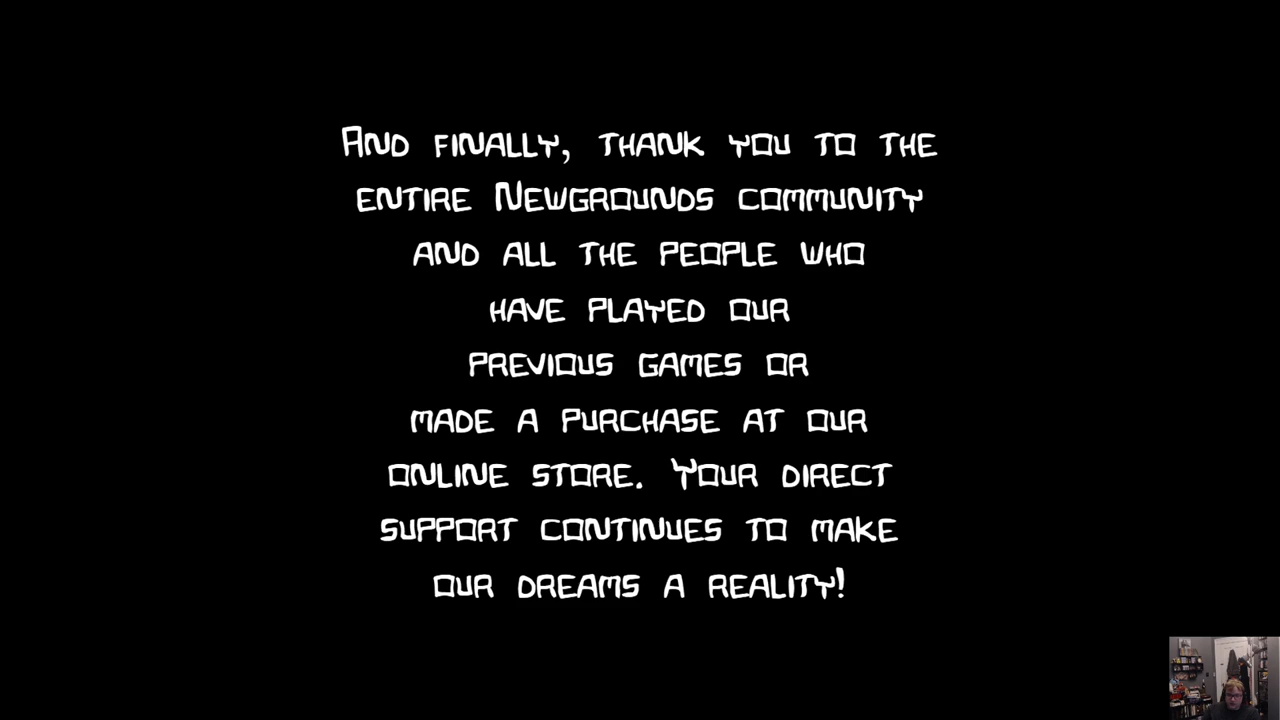 And finally, thank you to the
entire Newgrounds community
and all the people who
have played our
previous games or
made a purchase at our
online store. Your direct
support continues to make
our dreams a reality!